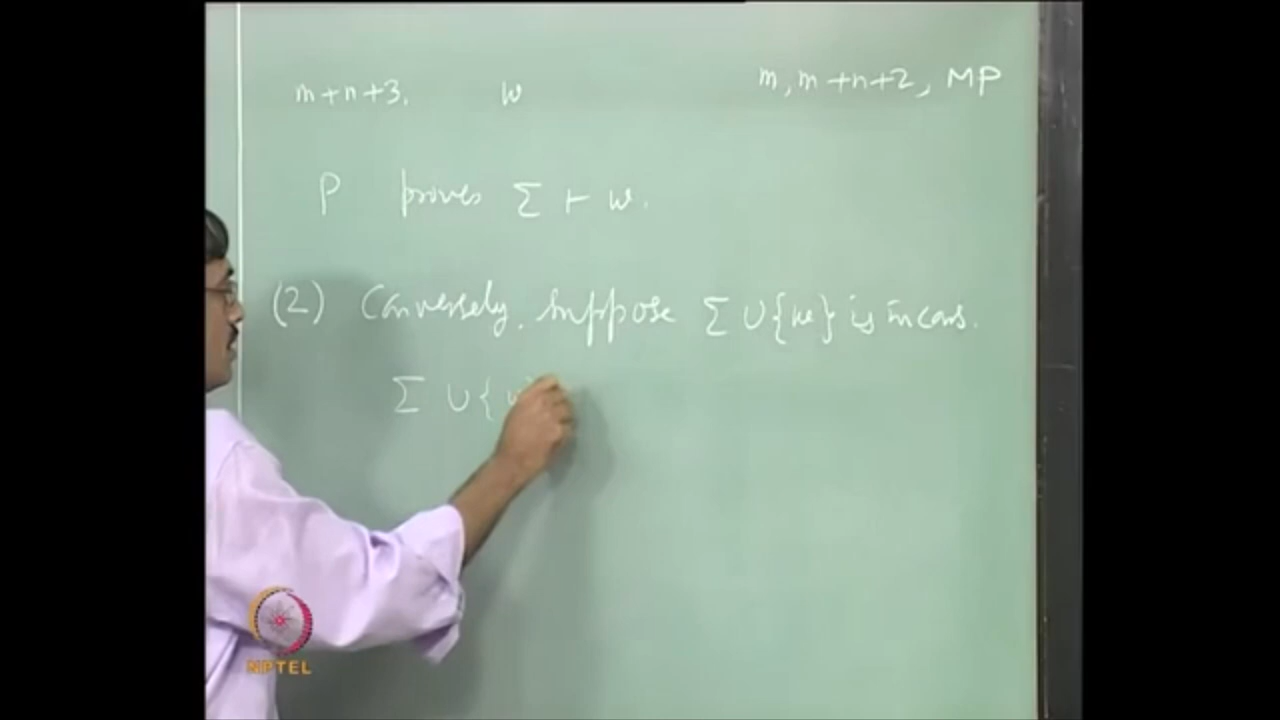 m+n+3. w m, m+n+2, MP
P proves Σ ⊢ w.
(2) Conversely, suppose Σ ∪ {w} is incons.
Σ ∪ {
NPTEL